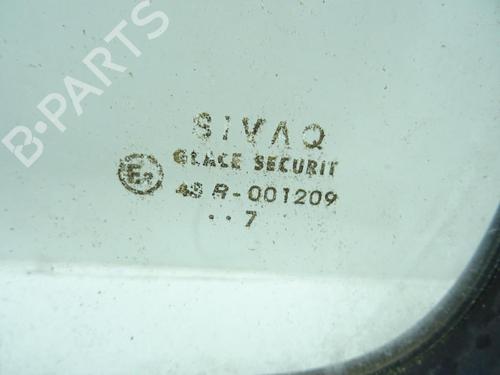 B-PARTS
SIVAQ
GLACE SECURIT
E2
43 R-001209
..7